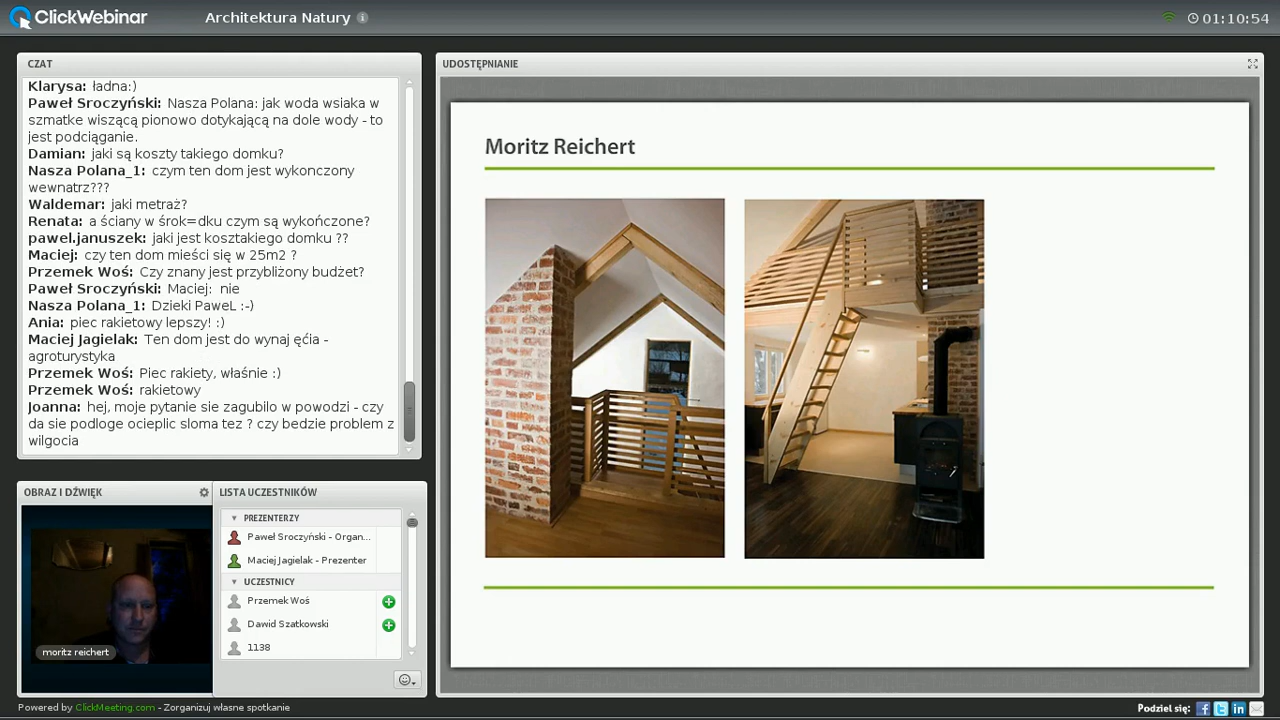 ClickWebinar
Architektura Natury
01:10:54
CZAT
Klarysa: ładna:)
Paweł Sroczyński: Nasza Polana: jak woda wsiaka w
szmatke wiszącą pionowo dotykającą na dole wody - to
jest podciąganie.
Damian: jaki są koszty takiego domku?
Nasza Polana_1: czym ten dom jest wykonczony
wewnatrz???
Waldemar: jaki metraż?
Renata: a ściany w śrok=dku czym są wykończone?
pawel.januszek: jaki jest kosztakiego domku ??
Maciej: czy ten dom mieści się w 25m2 ?
Przemek Woś: Czy znany jest przybliżony budżet?
Paweł Sroczyński: Maciej: nie
Nasza Polana_1: Dzieki PaweL :-)
Ania: piec rakietowy lepszy! :)
Maciej Jagielak: Ten dom jest do wynaj ęćia -
agroturystyka
Przemek Woś: Piec rakiety, właśnie :)
Przemek Woś: rakietowy
Joanna: hej, moje pytanie sie zagubilo w powodzi - czy
da sie podloge ocieplic sloma tez ? czy bedzie problem z
wilgocia
OBRAZ I DŹWIĘK
moritz reichert
LISTA UCZESTNIKÓW
PREZENTERZY
Paweł Sroczyński - Organ...
Maciej Jagielak - Prezenter
UCZESTNICY
Przemek Woś
Dawid Szatkowski
1138
UDOSTĘPNIANIE
Moritz Reichert
Powered by ClickMeeting.com - Zorganizuj własne spotkanie
Podziel się: